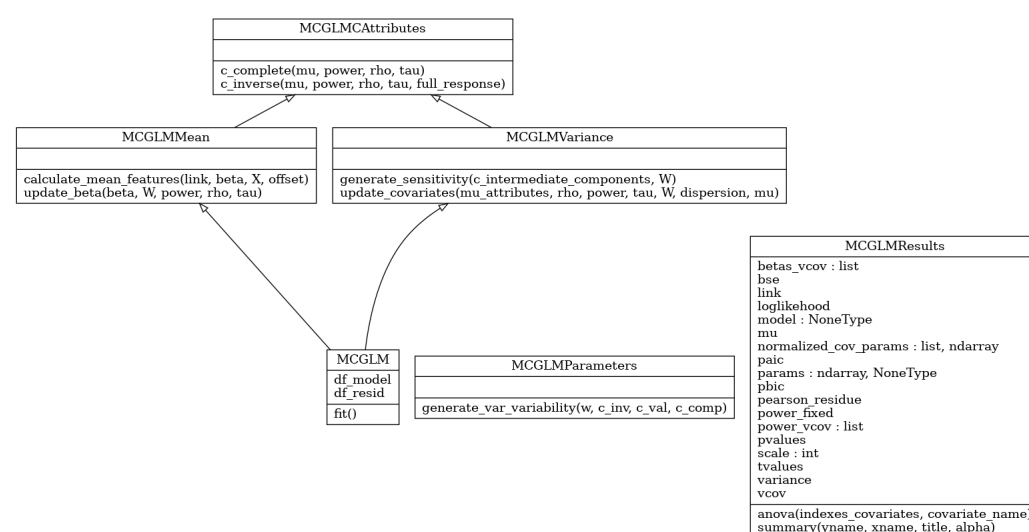 MCGLMCAttributes
c_complete(mu, power, rho, tau)
c_inverse(mu, power, rho, tau, full_response)
MCGLMMean
calculate_mean_features(link, beta, X, offset)
update_beta(beta, W, power, rho, tau)
MCGLMVariance
generate_sensitivity(c_intermediate_components, W)
update_covariates(mu_attributes, rho, power, tau, W, dispersion, mu)
MCGLM
df_model
df_resid
fit()
MCGLMParameters
generate_var_variability(w, c_inv, c_val, c_comp)
MCGLMResults
betas_vcov : list
bse
link
loglikehood
model : NoneType
mu
normalized_cov_params : list, ndarray
paic
params : ndarray, NoneType
pbic
pearson_residue
power_fixed
power_vcov : list
pvalues
scale : int
tvalues
variance
vcov
anova(indexes_covariates, covariate_name)
summary(yname, xname, title, alpha)